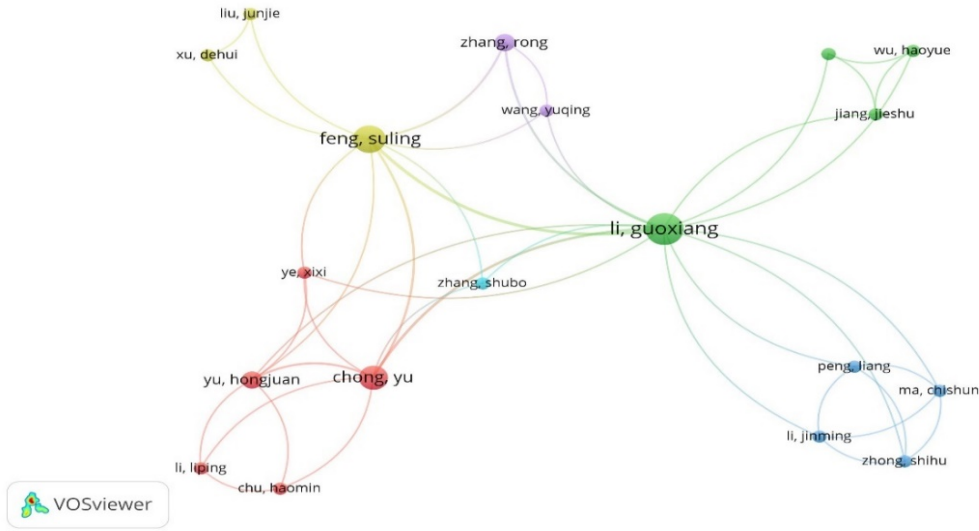 liu, junjie
xu, dehui
zhang, rong
wu, haoyue
wang, yuqing
jiang, jieshu
feng, suling
li, guoxiang
ye, xixi
zhang, shubo
peng, liang
yu, hongjuan
chong, yu
ma, chishun
li, jinming
zhong, shihu
li, liping
chu, haomin
VOSviewer